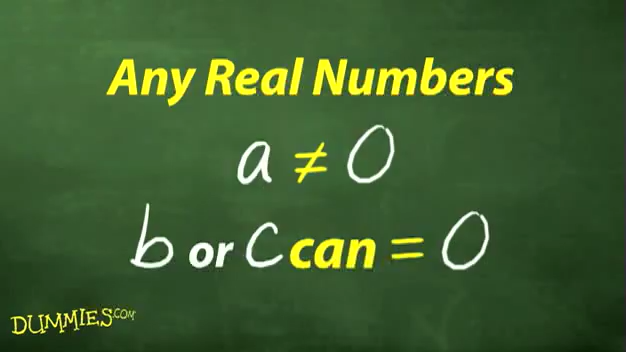 Any Real Numbers
a ≠ 0
b or c can = 0
DUMMIES.COM